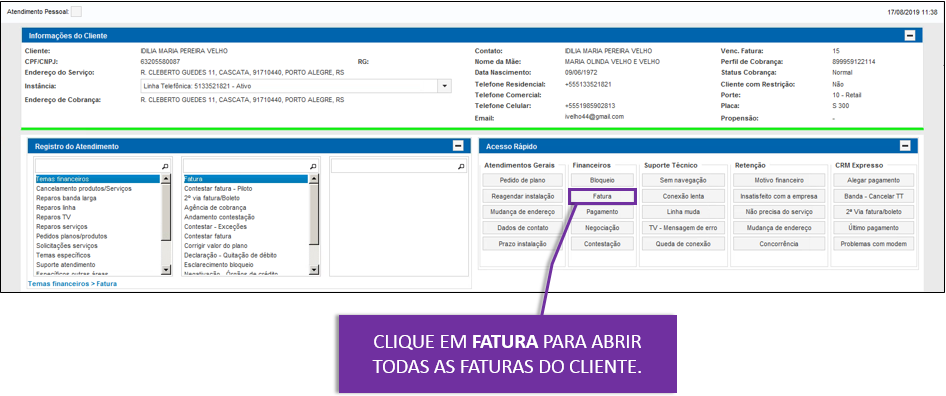 Atendimento Pessoal:
17/08/2019 11:38
Informações do Cliente
Cliente: IDILIA MARIA PEREIRA VELHO
CPF/CNPJ: 63205580087 RG:
Endereço do Serviço: R. CLEBERTO GUEDES 11, CASCATA, 91710440, PORTO ALEGRE, RS
Instância: Linha Telefônica: 5133521821 - Ativo
Endereço de Cobrança: R. CLEBERTO GUEDES 11, CASCATA, 91710440, PORTO ALEGRE, RS
Contato: IDILIA MARIA PEREIRA VELHO
Nome da Mãe: MARIA OLINDA VELHO E VELHO
Data Nascimento: 09/06/1972
Telefone Residencial: +555133521821
Telefone Comercial:
Telefone Celular: +5551985902813
Email: ivelho44@gmail.com
Venc. Fatura: 15
Perfil de Cobrança: 899959122114
Status Cobrança: Normal
Cliente com Restrição: Não
Porte: 10 - Retail
Placa: S 300
Propensão: -
Registro do Atendimento
Temas financeiros
Cancelamento produtos/Serviços
Reparos banda larga
Reparos linha
Reparos TV
Reparos serviços
Pedidos planos/produtos
Solicitações serviços
Temas específicos
Suporte atendimento
Específicos outras áreas
Fatura
Contestar fatura - Piloto
2ª via fatura/Boleto
Agência de cobrança
Andamento contestação
Contestar - Exceções
Contestar fatura
Corrigir valor do plano
Declaração - Quitação de débito
Esclarecimento bloqueio
Negativação - Órgãos de crédito
Temas financeiros > Fatura
Acesso Rápido
Atendimentos Gerais
Pedido de plano
Reagendar instalação
Mudança de endereço
Dados de contato
Prazo instalação
Financeiros
Bloqueio
Fatura
Pagamento
Negociação
Contestação
Suporte Técnico
Sem navegação
Conexão lenta
Linha muda
TV - Mensagem de erro
Queda de conexão
Retenção
Motivo financeiro
Insatisfeito com a empresa
Não precisa do serviço
Mudança de endereço
Concorrência
CRM Expresso
Alegar pagamento
Banda - Cancelar TT
2ª Via fatura/boleto
Último pagamento
Problemas com modem
CLIQUE EM FATURA PARA ABRIR
TODAS AS FATURAS DO CLIENTE.